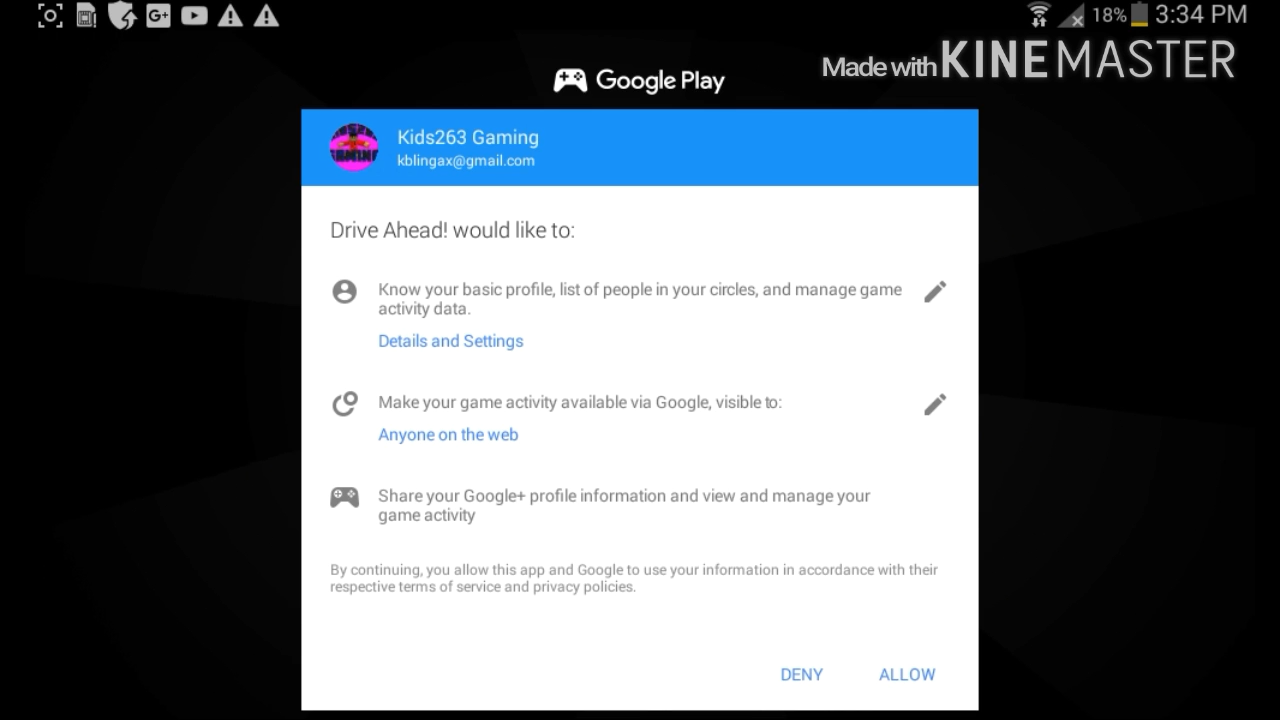 18% 3:34 PM
Made with KINEMASTER
Google Play
Kids263 Gaming
kblingax@gmail.com
Drive Ahead! would like to:
Know your basic profile, list of people in your circles, and manage game
activity data.
Details and Settings
Make your game activity available via Google, visible to:
Anyone on the web
Share your Google+ profile information and view and manage your
game activity
By continuing, you allow this app and Google to use your information in accordance with their
respective terms of service and privacy policies.
DENY ALLOW